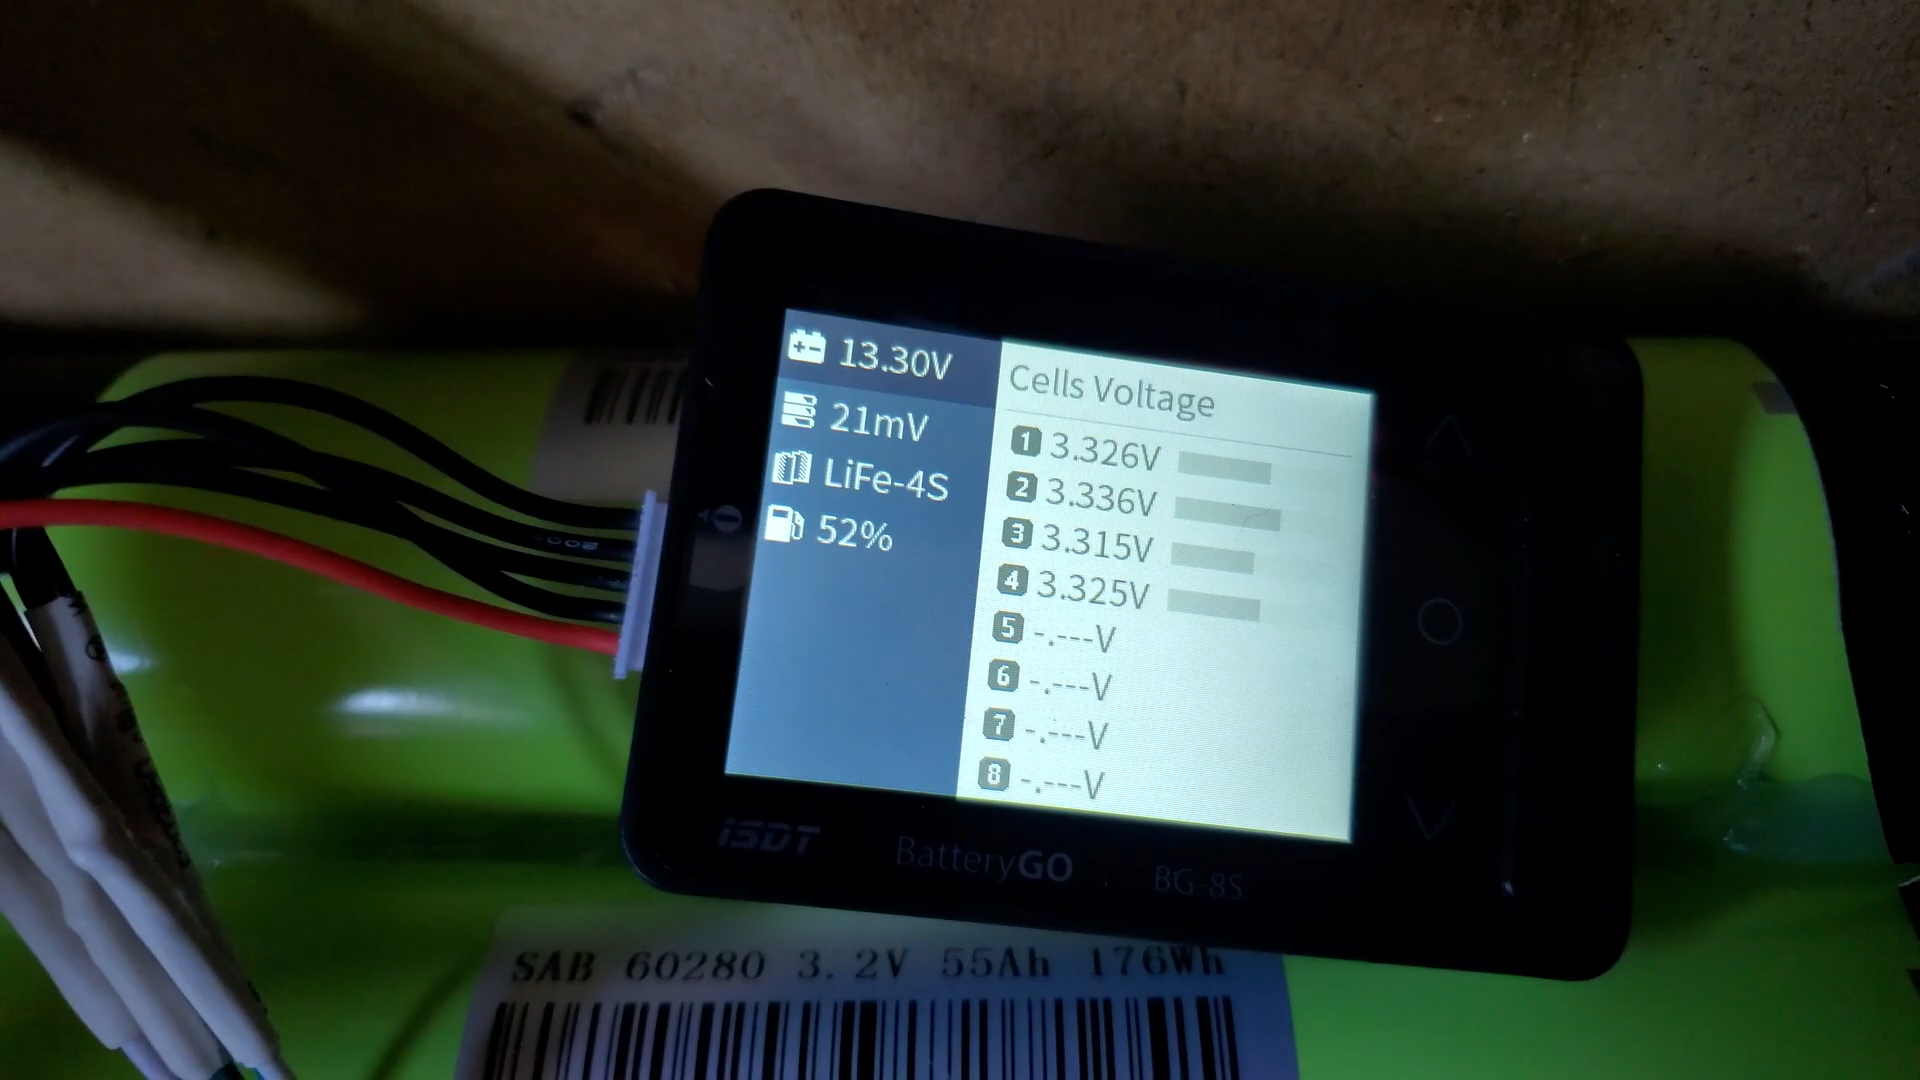 13.30V
21mV
LiFe-4S
52%
Cells Voltage
1 3.326V
2 3.336V
3 3.315V
4 3.325V
5 -.---V
6 -.---V
7 -.---V
8 -.---V
iSDT BatteryGO BG-8S
SAB 60280 3.2V 55Ah 176Wh